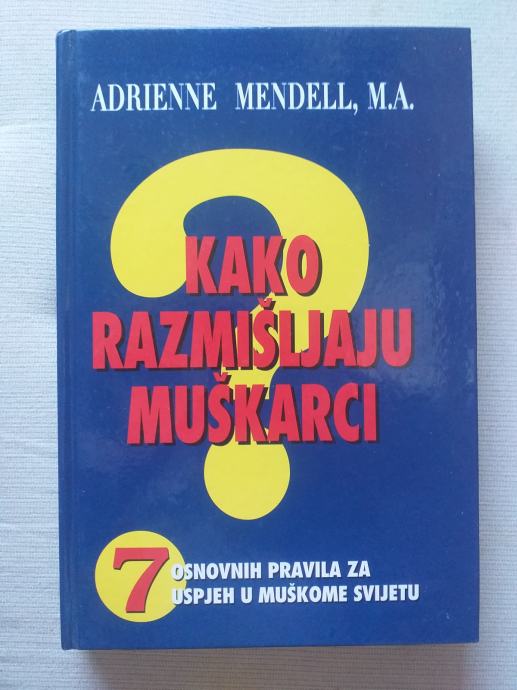 ADRIENNE MENDELL, M.A.
KAKO
RAZMIŠLJAJU
MUŠKARCI
7 OSNOVNIH PRAVILA ZA
USPJEH U MUŠKOME SVIJETU